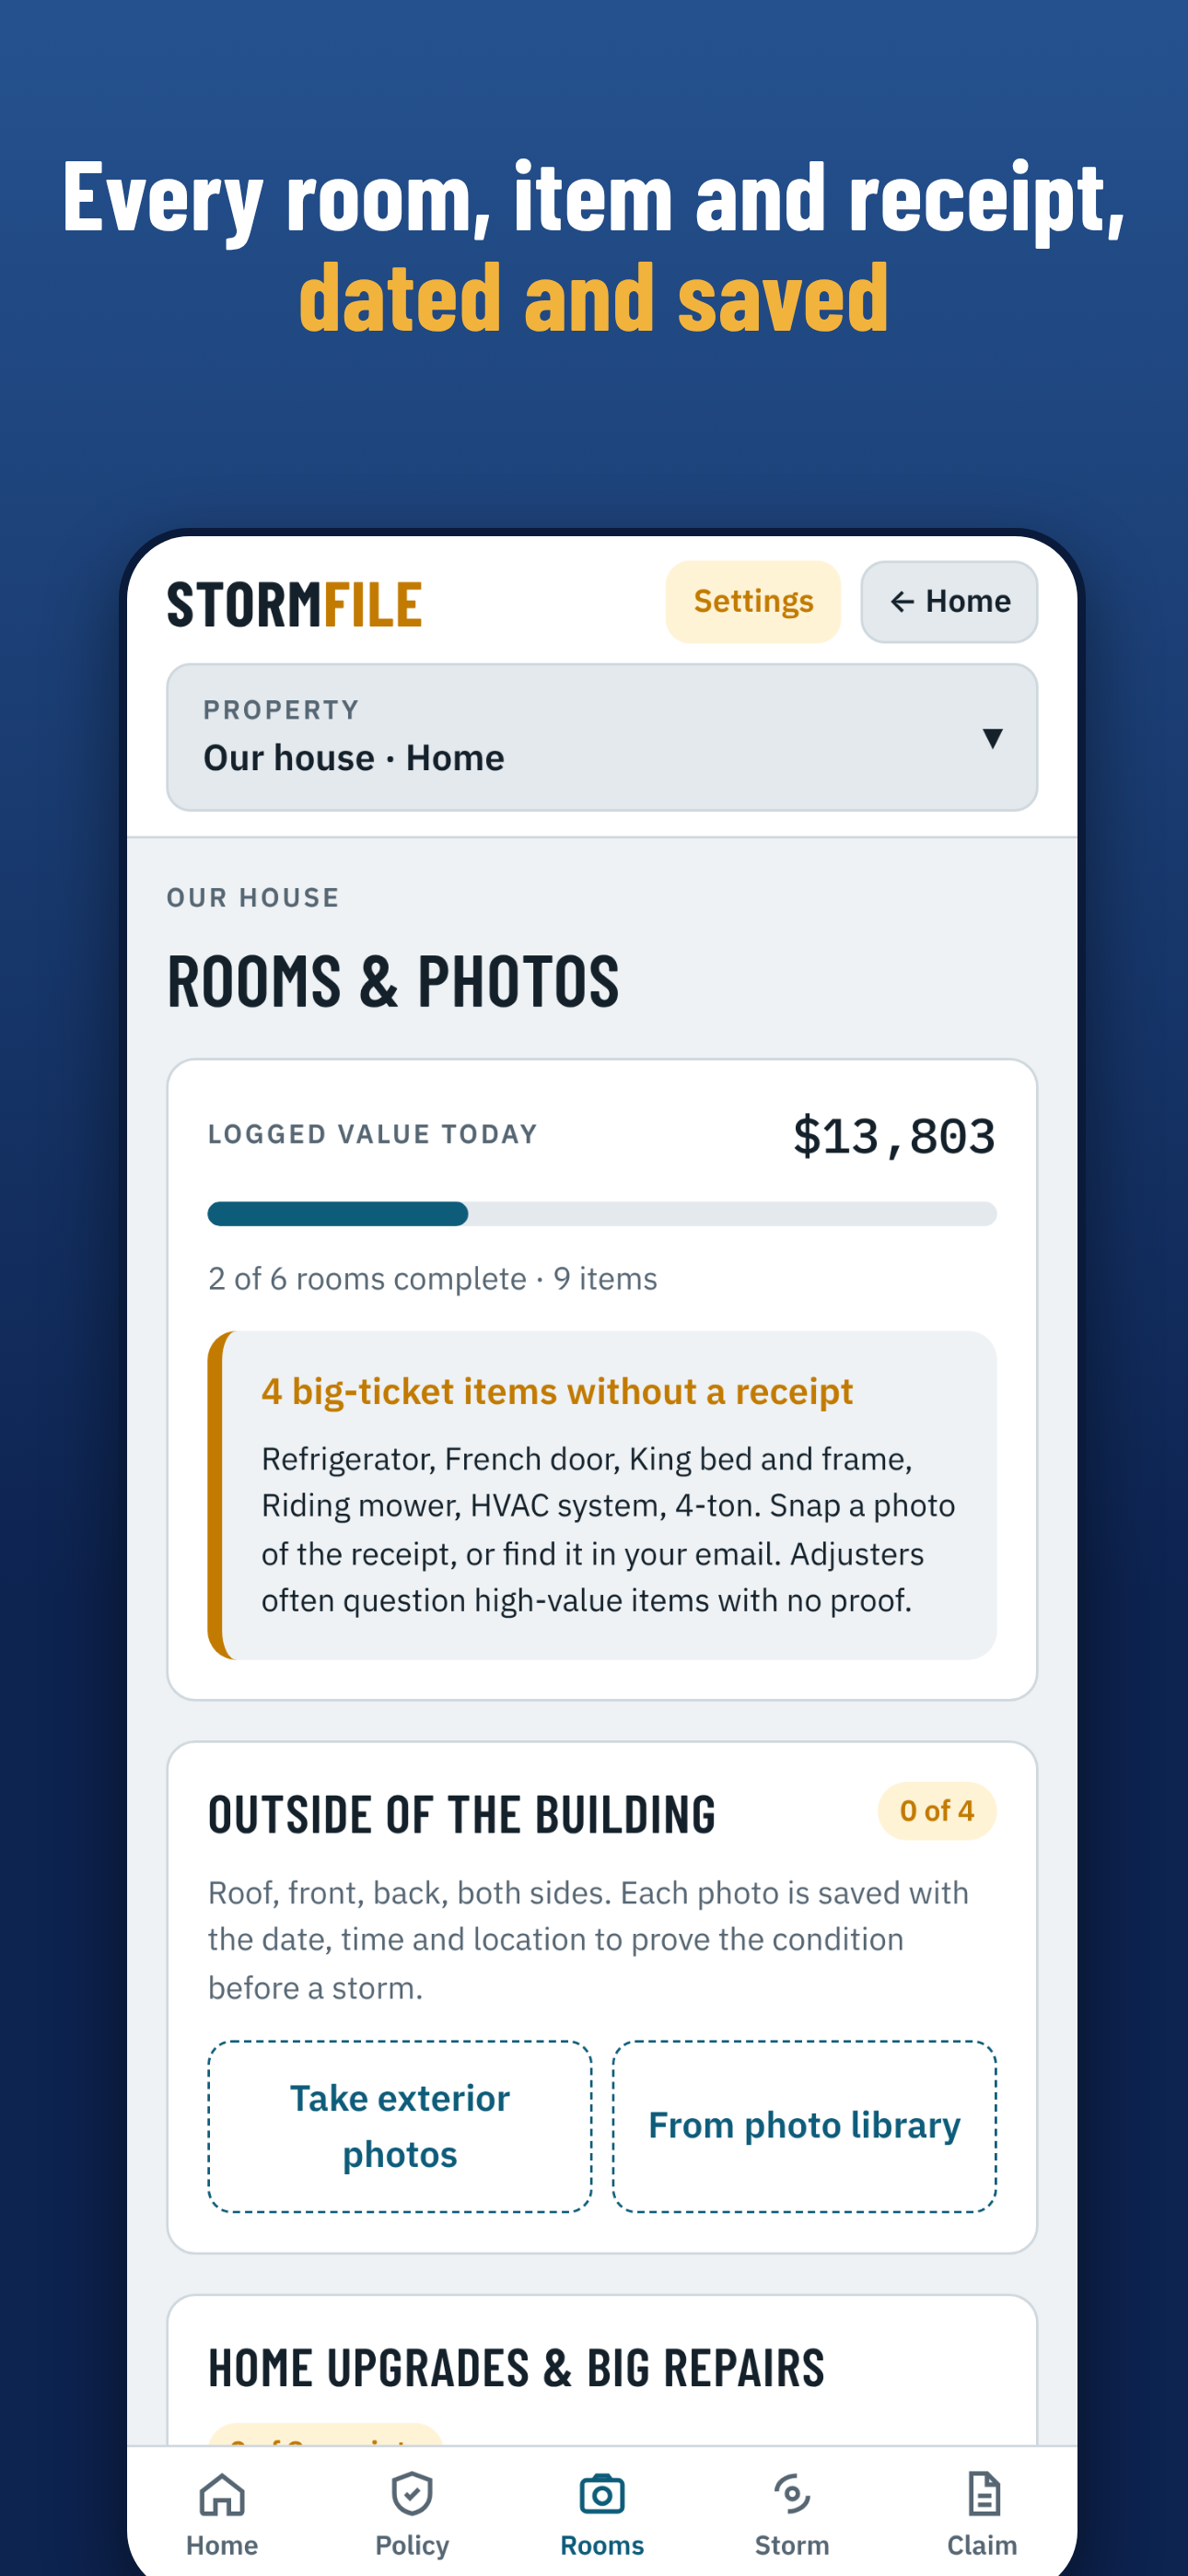 Every room, item and receipt,
dated and saved
STORMFILE
Settings
← Home
PROPERTY
Our house · Home
▼
OUR HOUSE
ROOMS & PHOTOS
LOGGED VALUE TODAY
$13,803
2 of 6 rooms complete · 9 items
4 big-ticket items without a receipt
Refrigerator, French door, King bed and frame,
Riding mower, HVAC system, 4-ton. Snap a photo
of the receipt, or find it in your email. Adjusters
often question high-value items with no proof.
OUTSIDE OF THE BUILDING
0 of 4
Roof, front, back, both sides. Each photo is saved with
the date, time and location to prove the condition
before a storm.
Take exterior
photos
From photo library
HOME UPGRADES & BIG REPAIRS
Home
Policy
Rooms
Storm
Claim